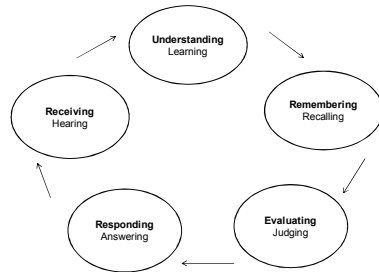 Understanding
Learning
Remembering
Recalling
Evaluating
Judging
Responding
Answering
Receiving
Hearing